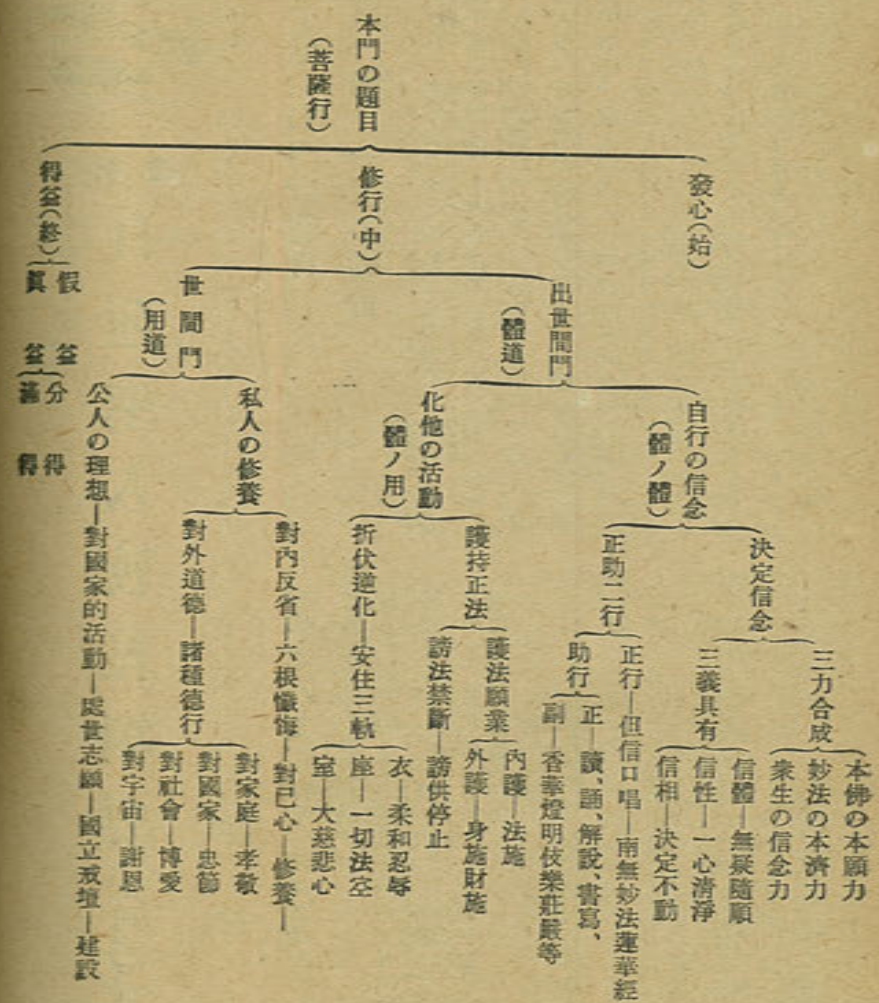 本門の題目
（菩薩行）
發心（始）
修行（中）
出世間門
（體道）
自行の信念
（體ノ體）
決定信念
三力合成
本佛の本願力
妙法の本濟力
衆生の信念力
三義具有
信體―無疑隨順
信性―一心清淨
信相―決定不動
正助二行
正行―但信口唱―南無妙法蓮華經
助行
正―讀、誦、解說、書寫、
副―香華燈明伎樂莊嚴等
化他の活動
（體ノ用）
護持正法
護法願業
內護―法施
外護―身施財施
謗法禁斷―謗供停止
折伏逆化―安住三軌
衣―柔和忍辱
座―一切法空
室―大慈悲心
世間門
（用道）
私人の修養
對內反省―六根懺悔―對己心―修養―
對外道德―諸種德行
對家庭―孝敬
對國家―忠節
對社會―博愛
對宇宙―謝恩
公人の理想―對國家的活動―處世志願―國立戒壇―建設
得益（終）
假益
眞益
分得
滿得